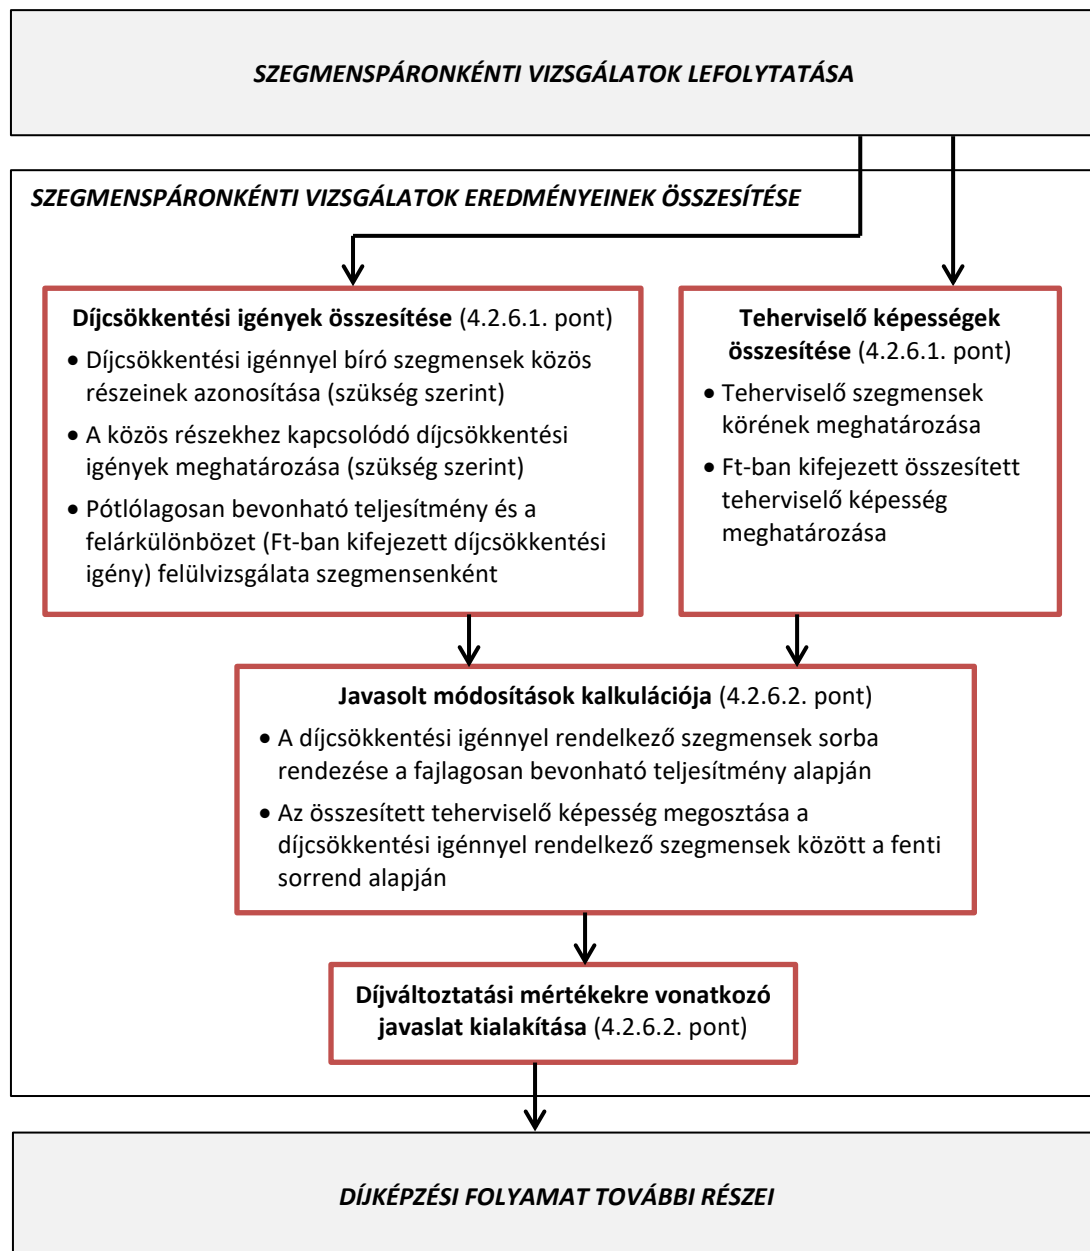 SZEGMENSPÁRONKÉNTI VIZSGÁLATOK LEFOLYTATÁSA
SZEGMENSPÁRONKÉNTI VIZSGÁLATOK EREDMÉNYEINEK ÖSSZESÍTÉSE
Díjcsökkentési igények összesítése (4.2.6.1. pont)
• Díjcsökkentési igénnyel bíró szegmensek közös
részeinek azonosítása (szükség szerint)
• A közös részekhez kapcsolódó díjcsökkentési
igények meghatározása (szükség szerint)
• Pótlólagosan bevonható teljesítmény és a
felárkülönbözet (Ft-ban kifejezett díjcsökkentési
igény) felülvizsgálata szegmensenként
Teherviselő képességek
összesítése (4.2.6.1. pont)
• Teherviselő szegmensek
körének meghatározása
• Ft-ban kifejezett összesített
teherviselő képesség
meghatározása
Javasolt módosítások kalkulációja (4.2.6.2. pont)
• A díjcsökkentési igénnyel rendelkező szegmensek sorba
rendezése a fajlagosan bevonható teljesítmény alapján
• Az összesített teherviselő képesség megosztása a
díjcsökkentési igénnyel rendelkező szegmensek között a fenti
sorrend alapján
Díjváltoztatási mértékekre vonatkozó
javaslat kialakítása (4.2.6.2. pont)
DÍJKÉPZÉSI FOLYAMAT TOVÁBBI RÉSZEI